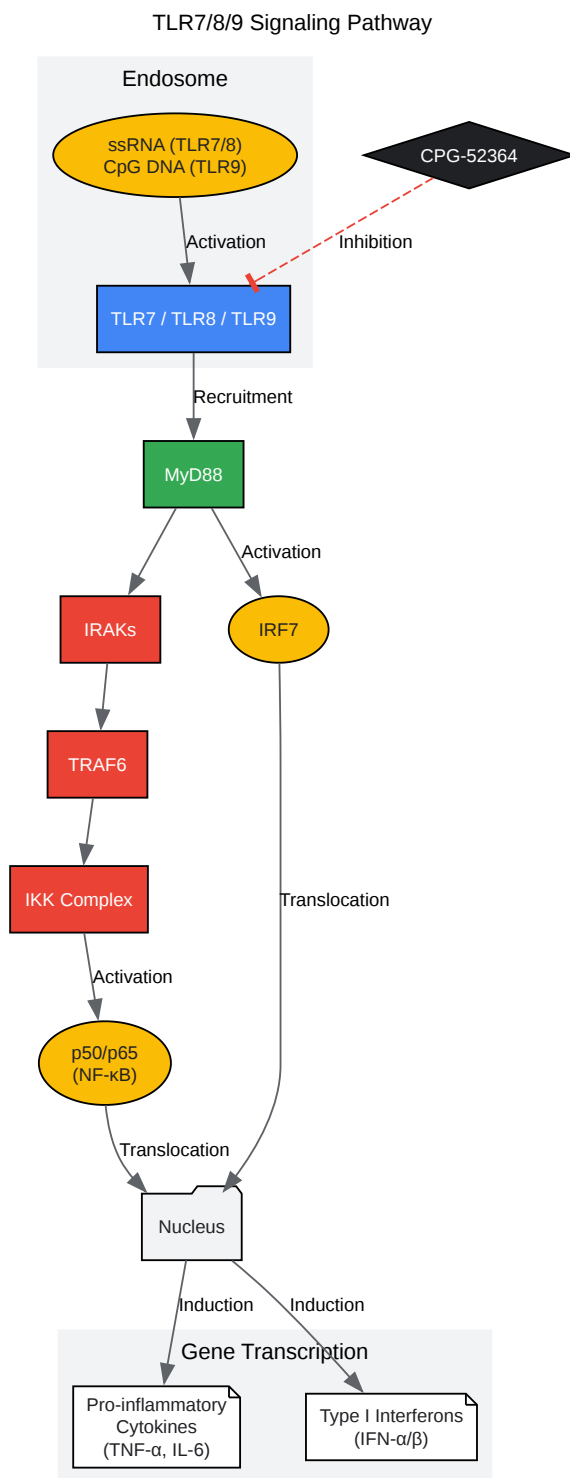 TLR7/8/9 Signaling Pathway
Endosome
ssRNA (TLR7/8)
CpG DNA (TLR9)
CPG-52364
Activation
Inhibition
TLR7 / TLR8 / TLR9
Recruitment
MyD88
Activation
IRAKs
IRF7
TRAF6
IKK Complex
Translocation
Activation
p50/p65
(NF-κB)
Translocation
Nucleus
Induction
Induction
Gene Transcription
Pro-inflammatory
Cytokines
(TNF-α, IL-6)
Type I Interferons
(IFN-α/β)